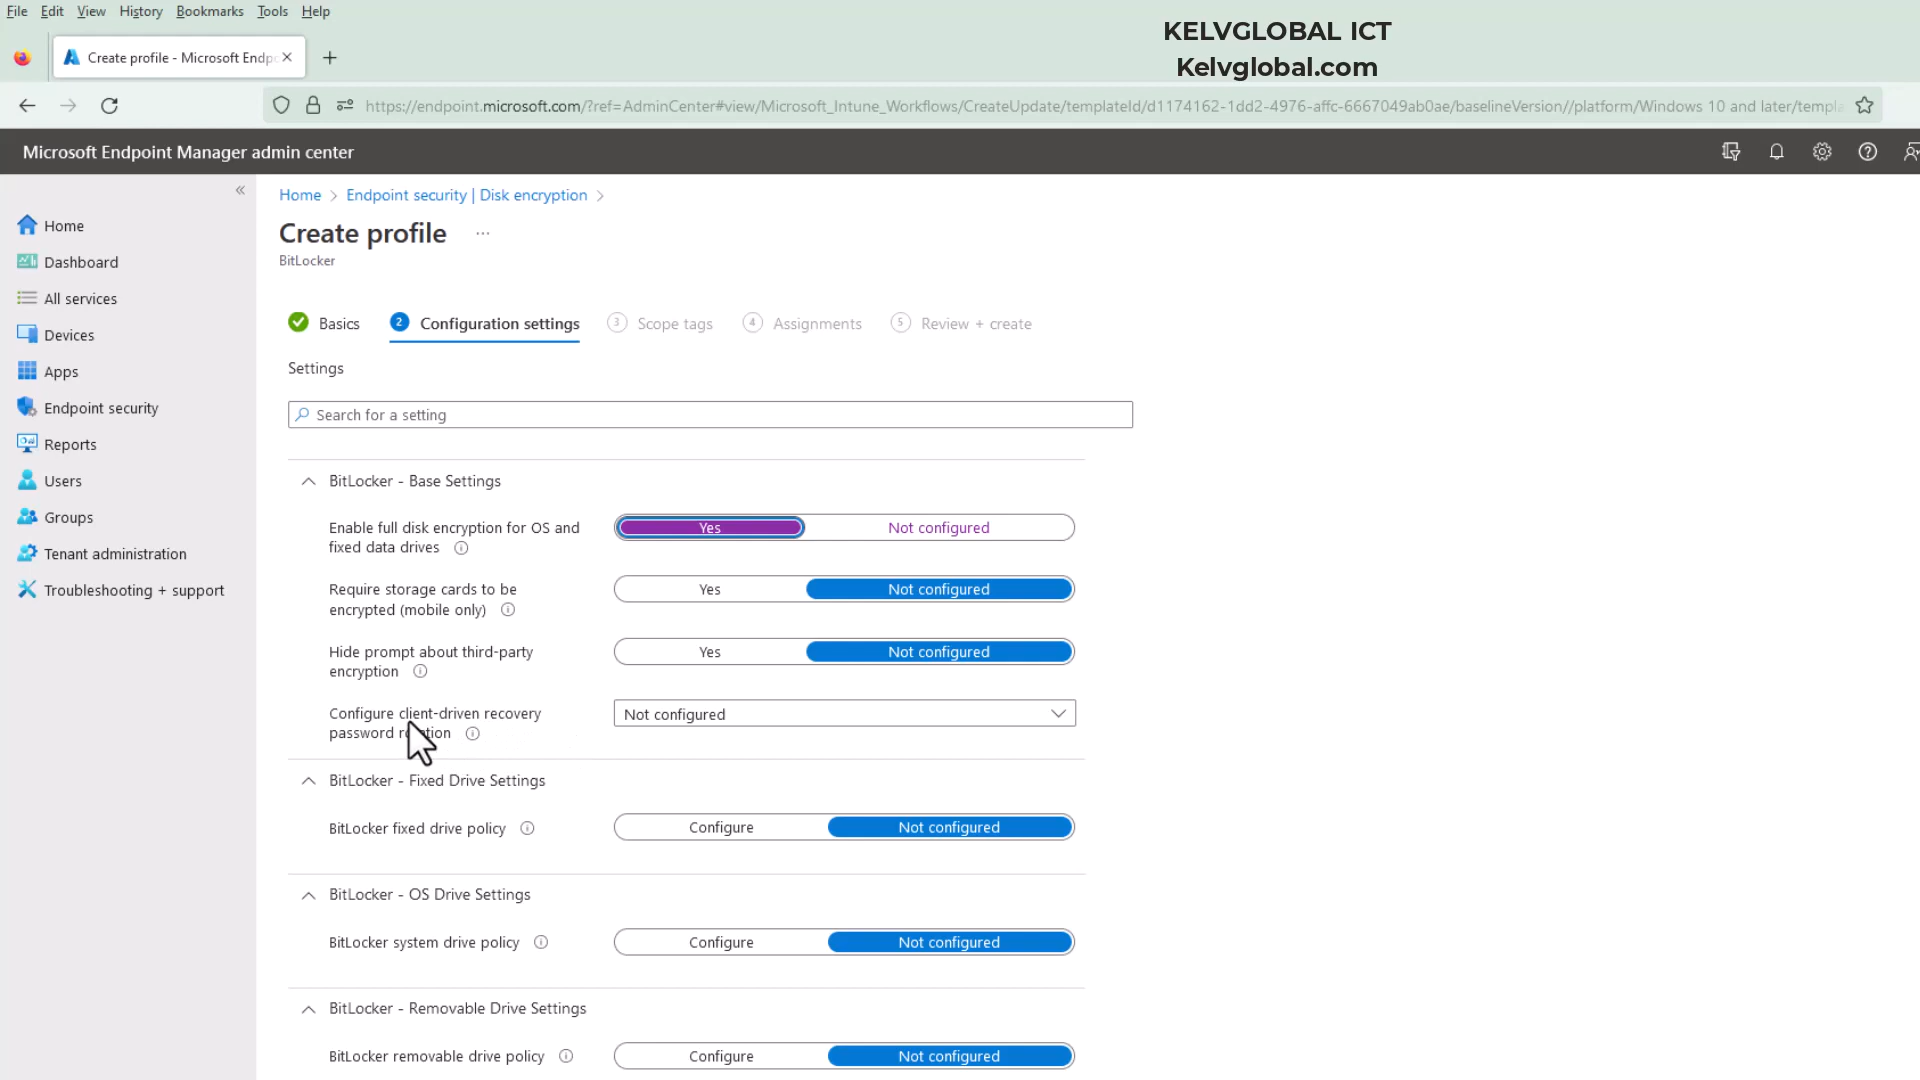 File Edit View History Bookmarks Tools Help
KELVGLOBAL ICT
Kelvglobal.com
Create profile - Microsoft Endpo
https://endpoint.microsoft.com/?ref=AdminCenter#view/Microsoft_Intune_Workflows/CreateUpdate/templateId/d1174162-1dd2-4976-affc-6667049ab0ae/baselineVersion//platform/Windows 10 and later/templa
Microsoft Endpoint Manager admin center
Home
Dashboard
All services
Devices
Apps
Endpoint security
Reports
Users
Groups
Tenant administration
Troubleshooting + support
Home > Endpoint security | Disk encryption >
Create profile ...
BitLocker
Basics 2 Configuration settings 3 Scope tags 4 Assignments 5 Review + create
Settings
Search for a setting
BitLocker - Base Settings
Enable full disk encryption for OS and
fixed data drives
Yes Not configured
Require storage cards to be
encrypted (mobile only)
Yes Not configured
Hide prompt about third-party
encryption
Yes Not configured
Configure client-driven recovery
password
Not configured
BitLocker - Fixed Drive Settings
BitLocker fixed drive policy Configure Not configured
BitLocker - OS Drive Settings
BitLocker system drive policy Configure Not configured
BitLocker - Removable Drive Settings
BitLocker removable drive policy Configure Not configured